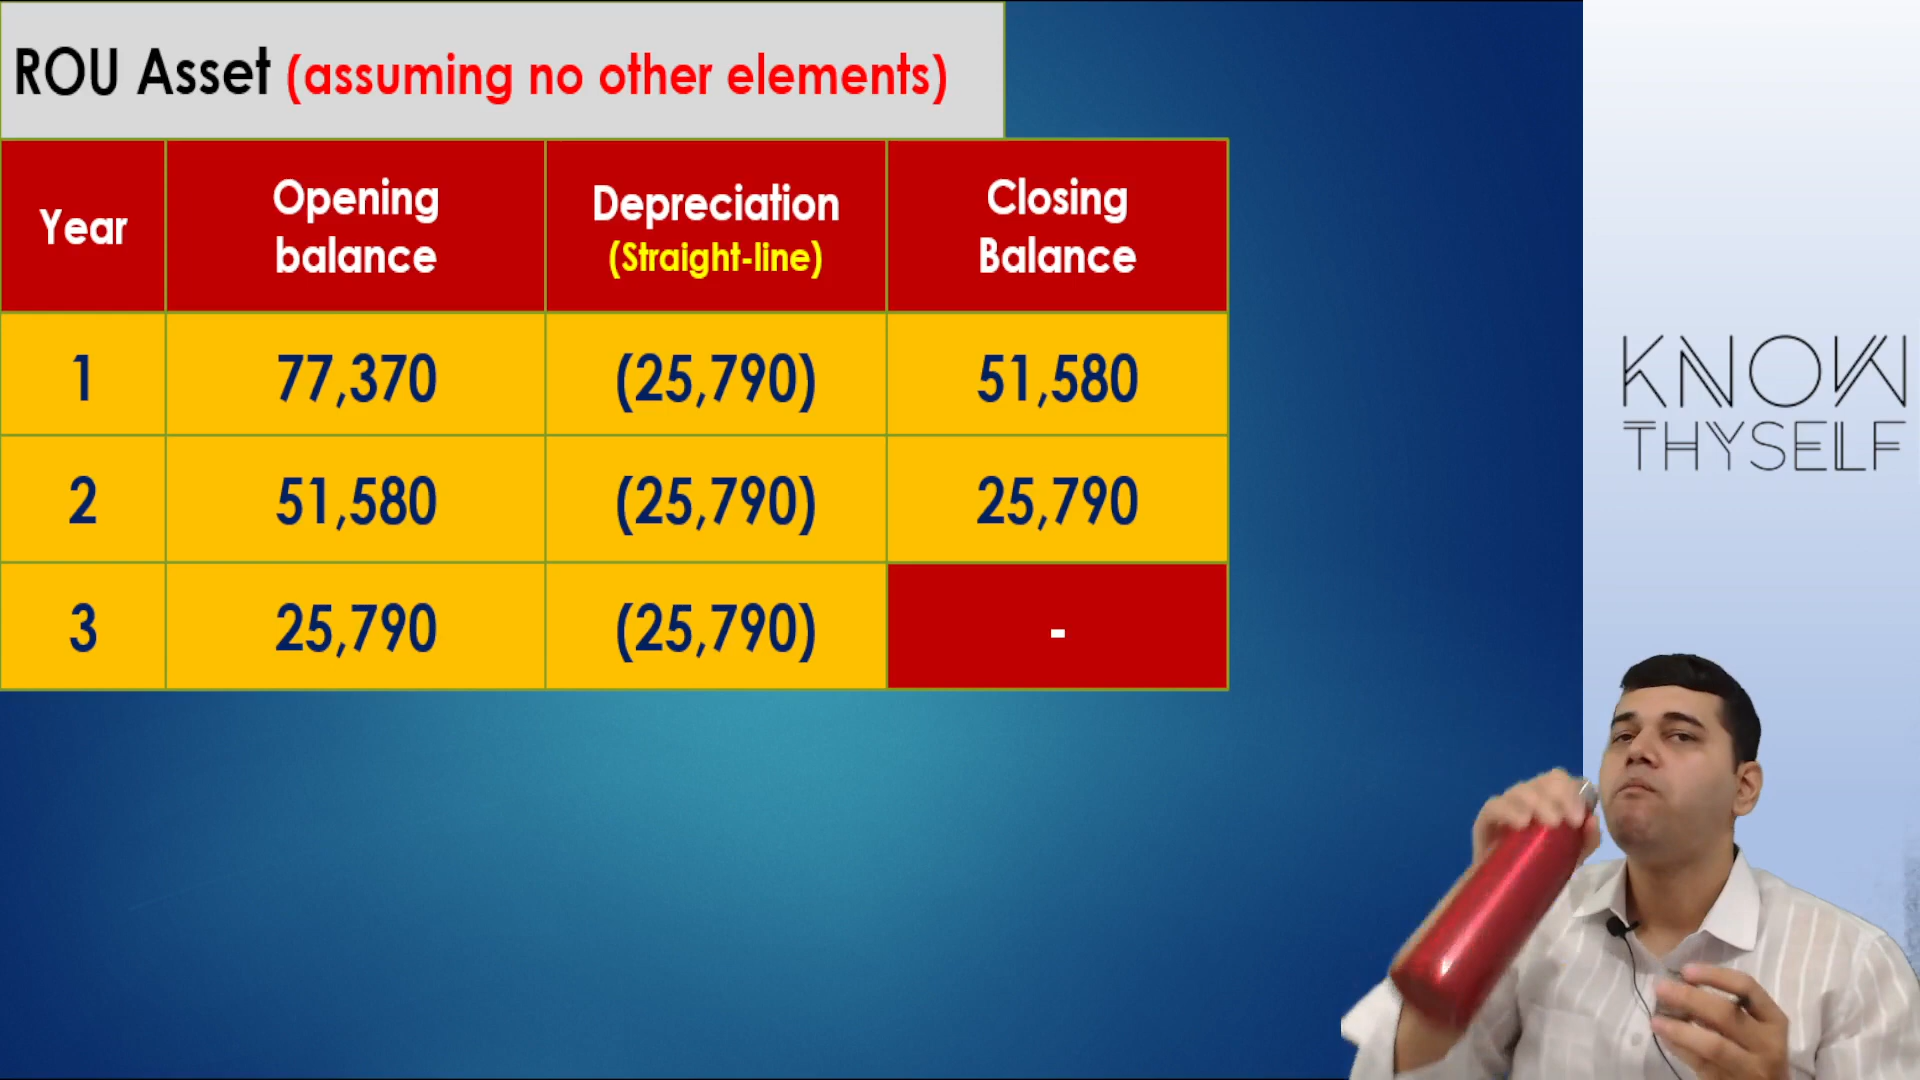 ROU Asset (assuming no other elements)
Year Opening balance Depreciation (Straight-line) Closing Balance
1 77,370 (25,790) 51,580
2 51,580 (25,790) 25,790
3 25,790 (25,790) -
KNOW
THYSELF